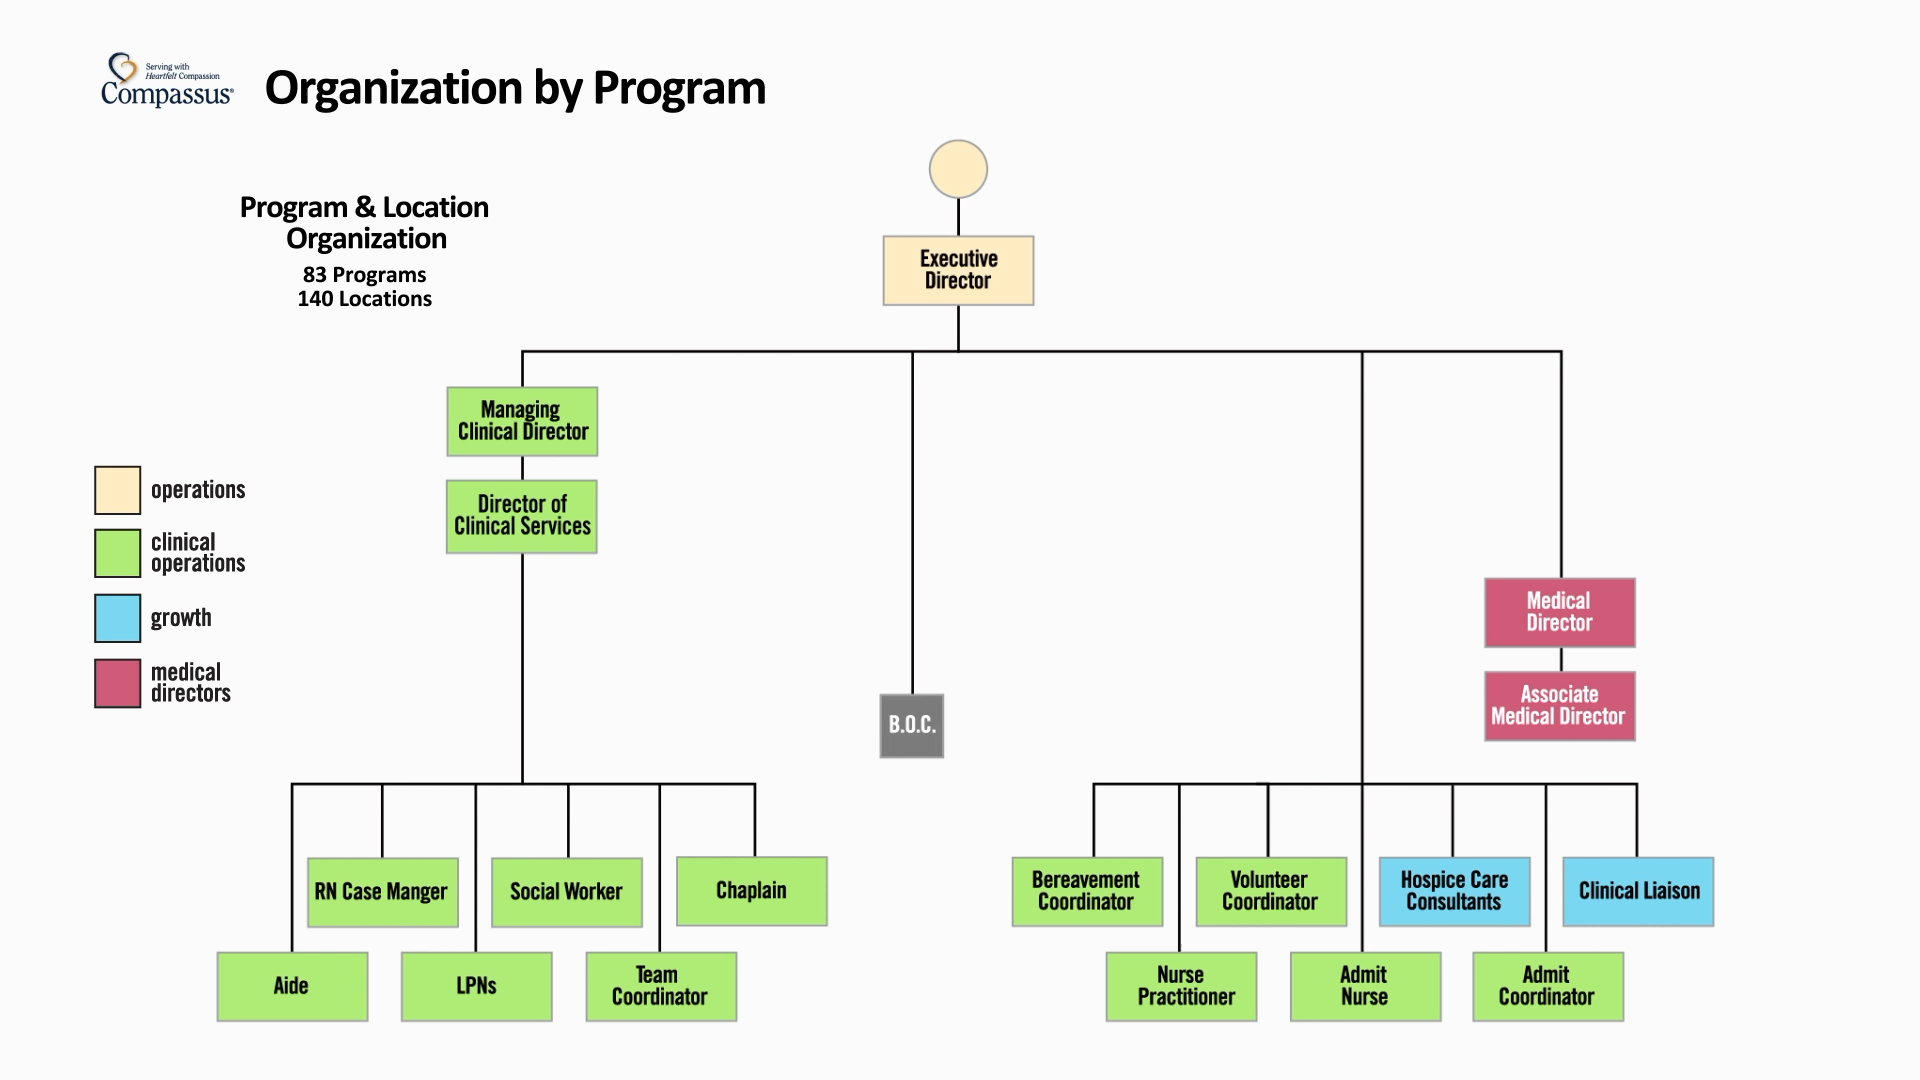 Serving with
Heartfelt Compassion
Compassus®
Organization by Program
Program & Location
Organization
83 Programs
140 Locations
Executive
Director
Managing
Clinical Director
Director of
Clinical Services
operations
clinical
operations
growth
medical
directors
Medical
Director
Associate
Medical Director
B.O.C.
RN Case Manger
Social Worker
Chaplain
Aide
LPNs
Team
Coordinator
Bereavement
Coordinator
Volunteer
Coordinator
Hospice Care
Consultants
Clinical Liaison
Nurse
Practitioner
Admit
Nurse
Admit
Coordinator